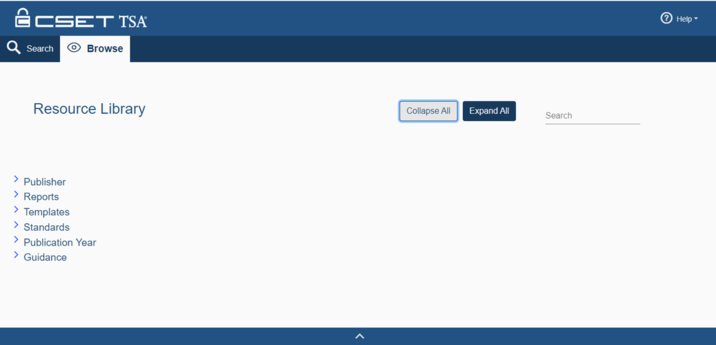 CSET TSA
Help
Search
Browse
Resource Library
Collapse All
Expand All
Search
Publisher
Reports
Templates
Standards
Publication Year
Guidance